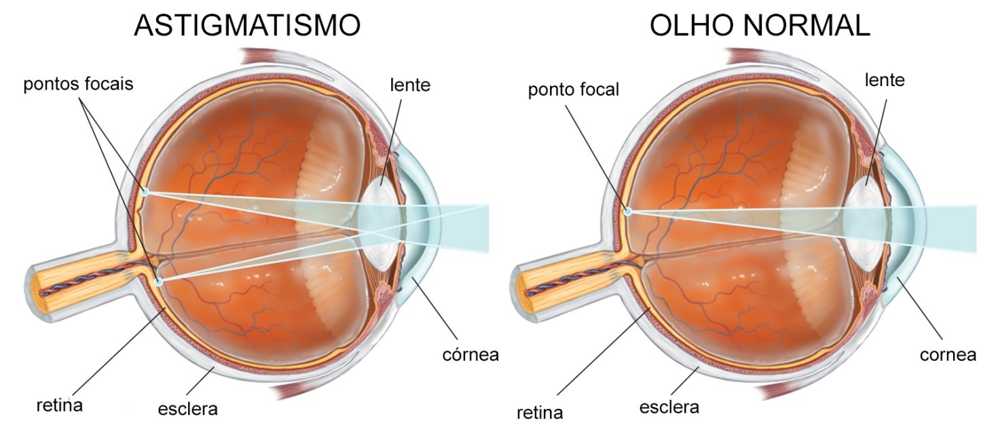 ASTIGMATISMO
pontos focais
lente
córnea
retina
esclera
OLHO NORMAL
ponto focal
lente
cornea
retina
esclera